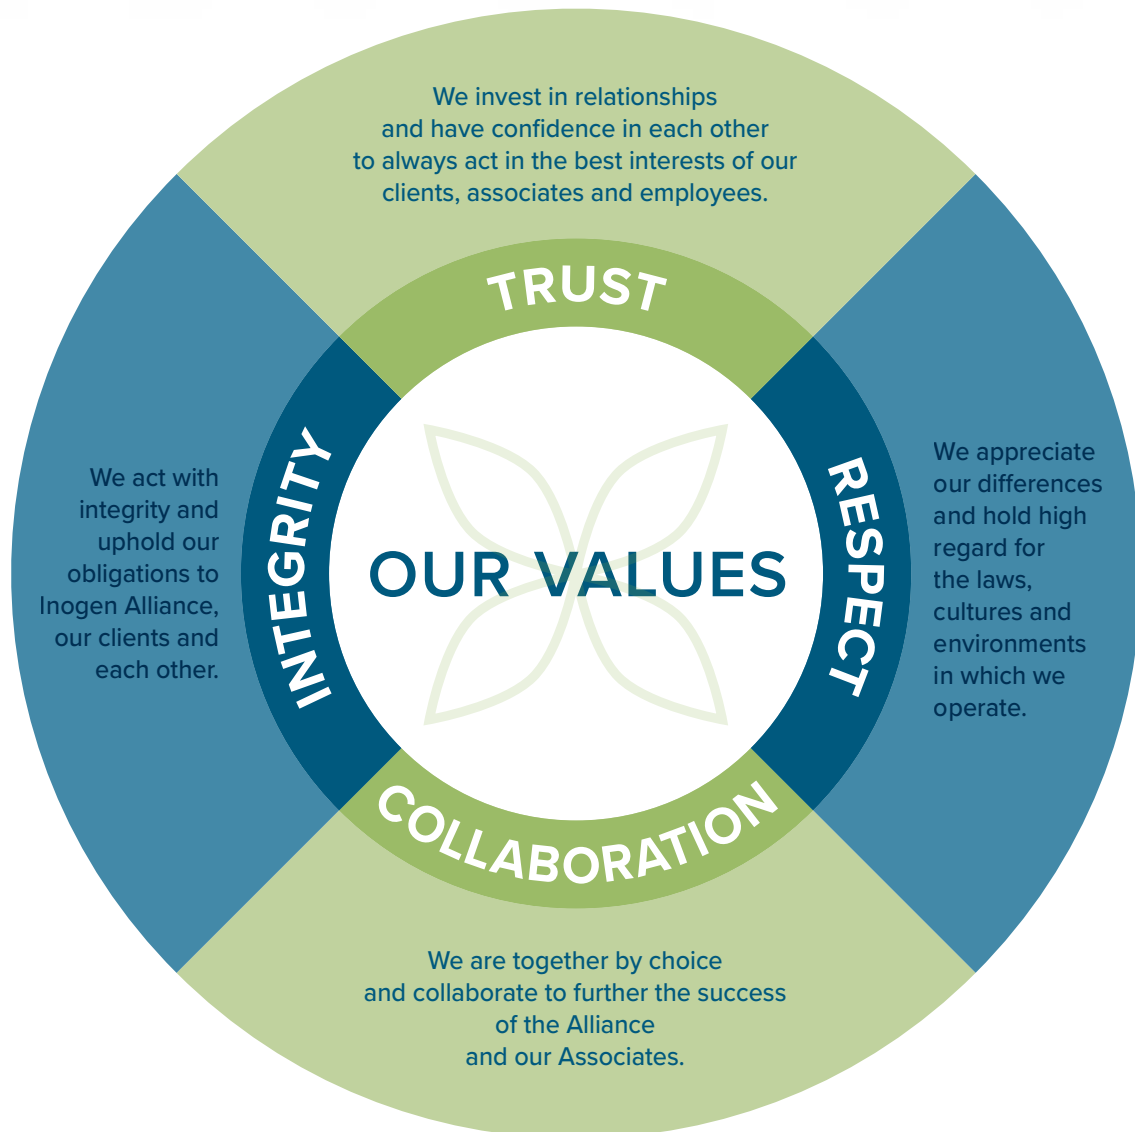 We invest in relationships
and have confidence in each other
to always act in the best interests of our
clients, associates and employees.
TRUST
We act with
integrity and
uphold our
obligations to
Inogen Alliance,
our clients and
each other.
INTEGRITY
OUR VALUES
RESPECT
We appreciate
our differences
and hold high
regard for
the laws,
cultures and
environments
in which we
operate.
COLLABORATION
We are together by choice
and collaborate to further the success
of the Alliance
and our Associates.